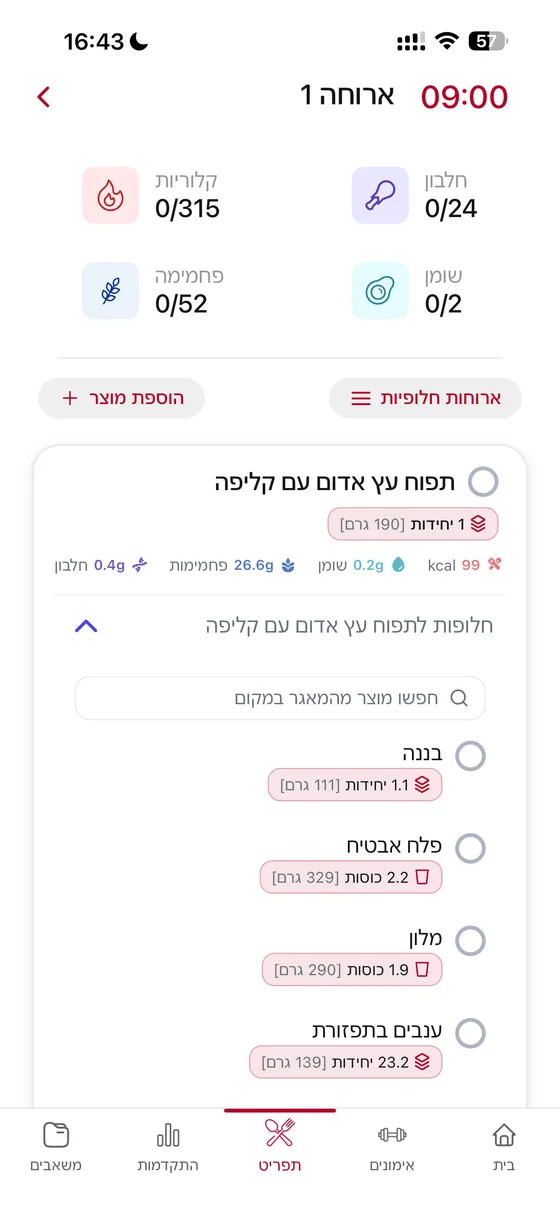 16:43
57
09:00 ארוחה 1
חלבון
0/24
קלוריות
0/315
שומן
0/2
פחמימה
0/52
ארוחות חלופיות
הוספת מוצר +
תפוח עץ אדום עם קליפה
1 יחידות [190 גרם]
99 kcal 0.2g שומן 26.6g פחמימות 0.4g חלבון
חלופות לתפוח עץ אדום עם קליפה
חפשו מוצר מהמאגר במקום
בננה
1.1 יחידות [111 גרם]
פלח אבטיח
2.2 כוסות [329 גרם]
מלון
1.9 כוסות [290 גרם]
ענבים בתפזורת
23.2 יחידות [139 גרם]
בית אימונים תפריט התקדמות משאבים